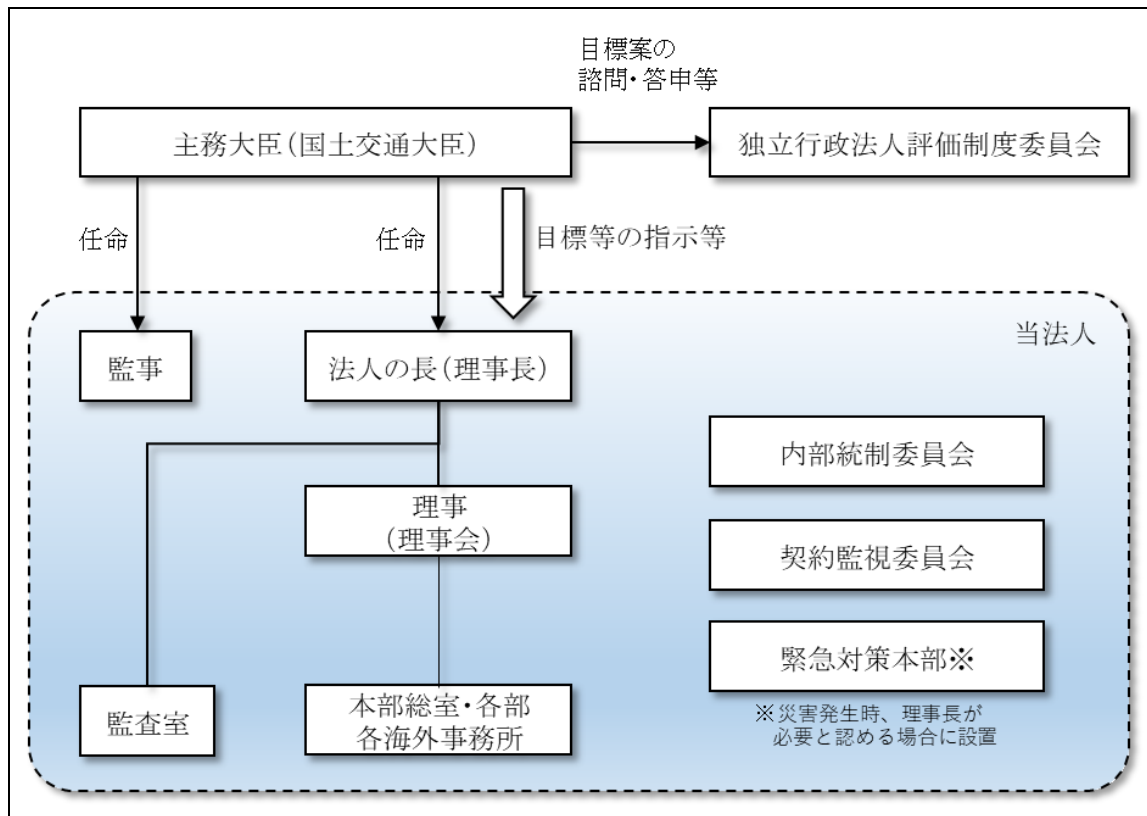 目標案の
諮問・答申等
主務大臣(国土交通大臣)
独立行政法人評価制度委員会
任命
任命
目標等の指示等
当法人
監事
法人の長(理事長)
内部統制委員会
理事
(理事会)
契約監視委員会
緊急対策本部※
監査室
本部総室・各部
各海外事務所
※災害発生時、理事長が
必要と認める場合に設置